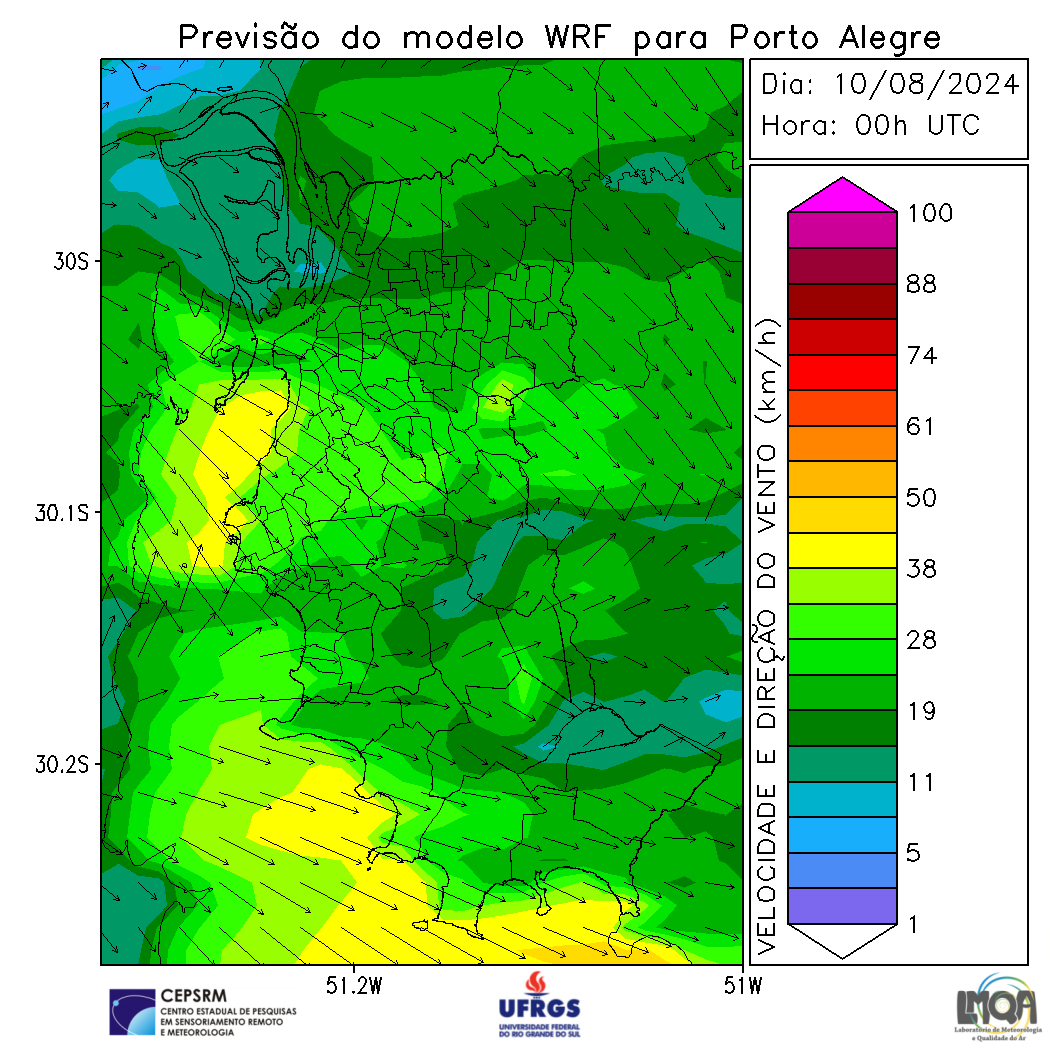 Previsão do modelo WRF para Porto Alegre
Dia: 10/08/2024
Hora: 00h UTC
30S
30.1S
30.2S
51.2W
51W
VELOCIDADE E DIREÇÃO DO VENTO (km/h)
100
88
74
61
50
38
28
19
11
5
1
CEPSRM
CENTRO ESTADUAL DE PESQUISAS
EM SENSORIAMENTO REMOTO
E METEOROLOGIA
UFRGS
UNIVERSIDADE FEDERAL
DO RIO GRANDE DO SUL
LMQA
Laboratório de Meteorologia
e Qualidade do Ar